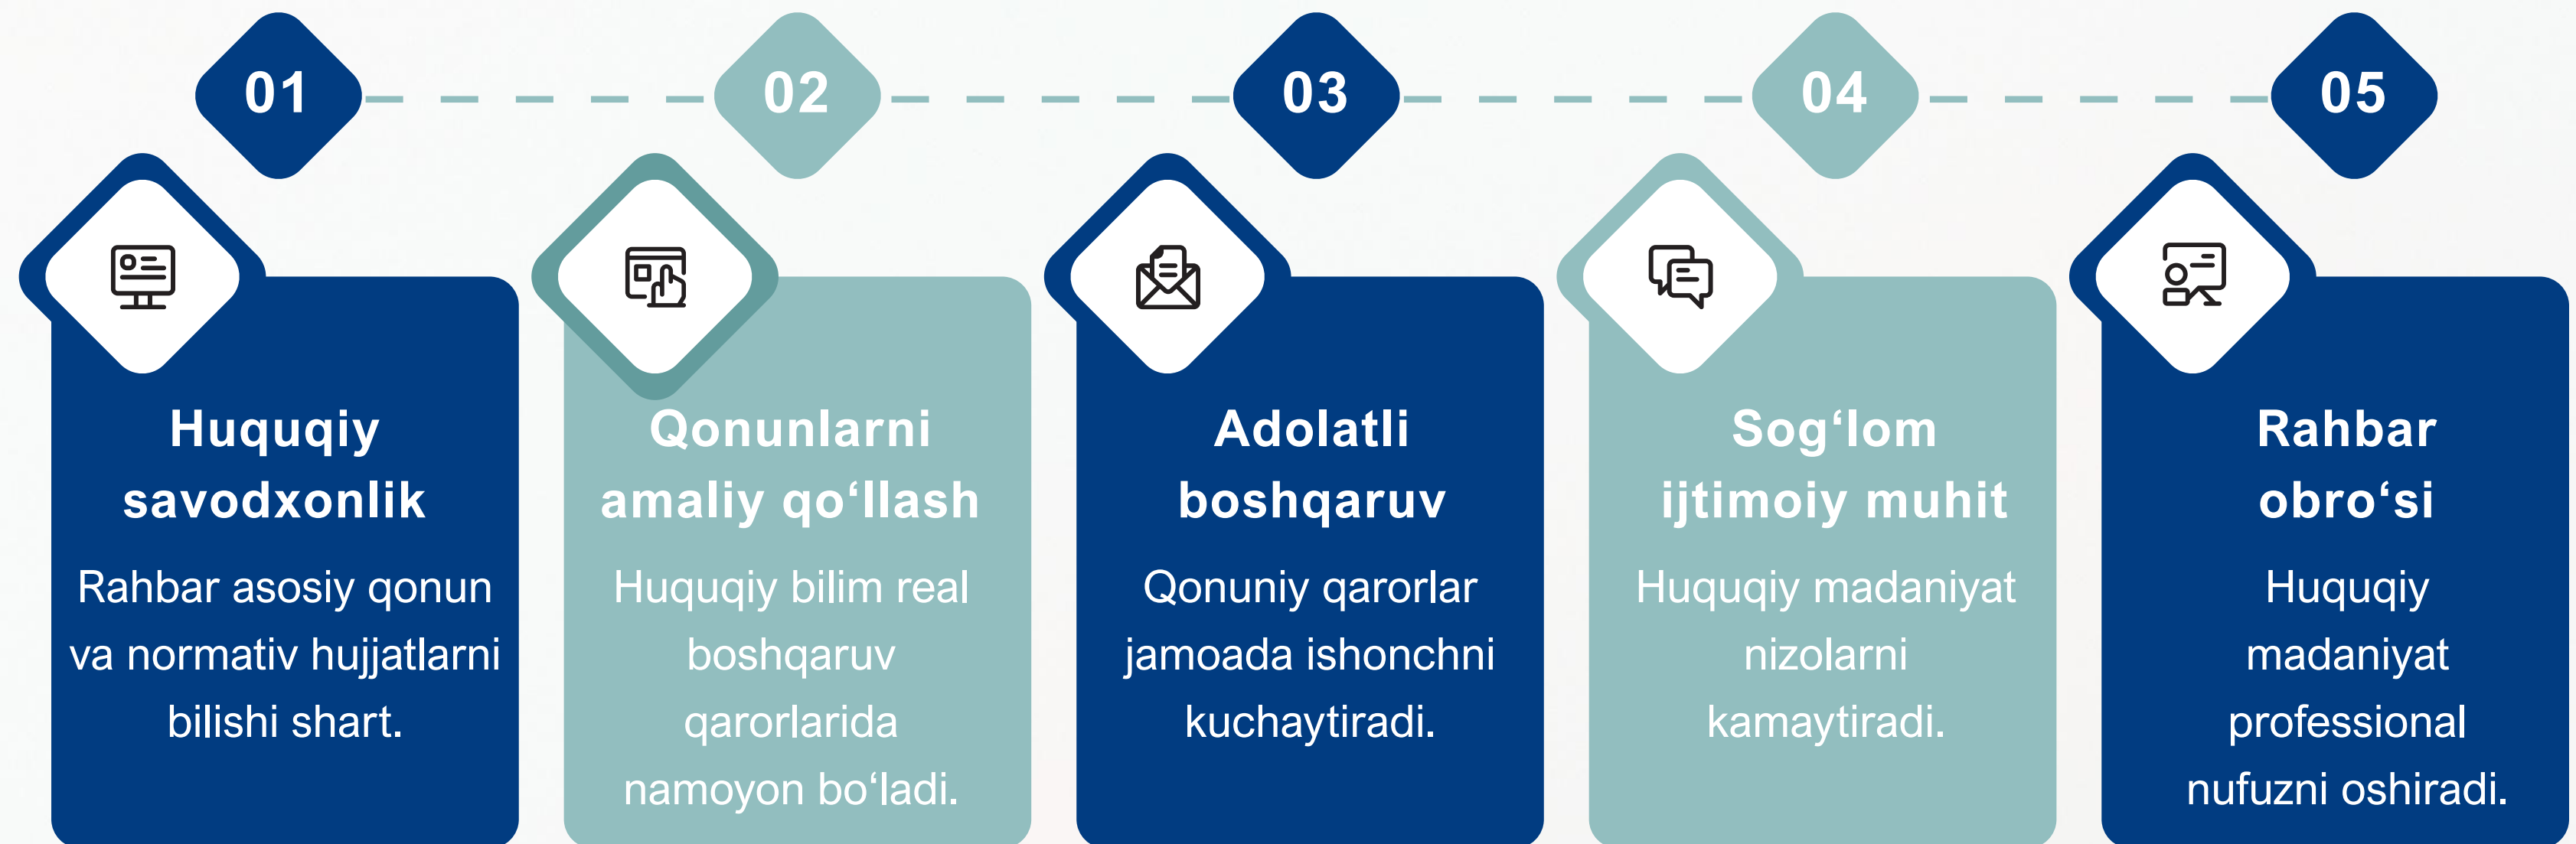 01
02
03
04
05
Huquqiy
savodxonlik
Rahbar asosiy qonun
va normativ hujjatlarni
bilishi shart.
Qonunlarni
amaliy qo‘llash
Huquqiy bilim real
boshqaruv
qarorlarida
namoyon bo‘ladi.
Adolatli
boshqaruv
Qonuniy qarorlar
jamoada ishonchni
kuchaytiradi.
Sog‘lom
ijtimoiy muhit
Huquqiy madaniyat
nizolarni
kamaytiradi.
Rahbar
obro‘si
Huquqiy
madaniyat
professional
nufuzni oshiradi.